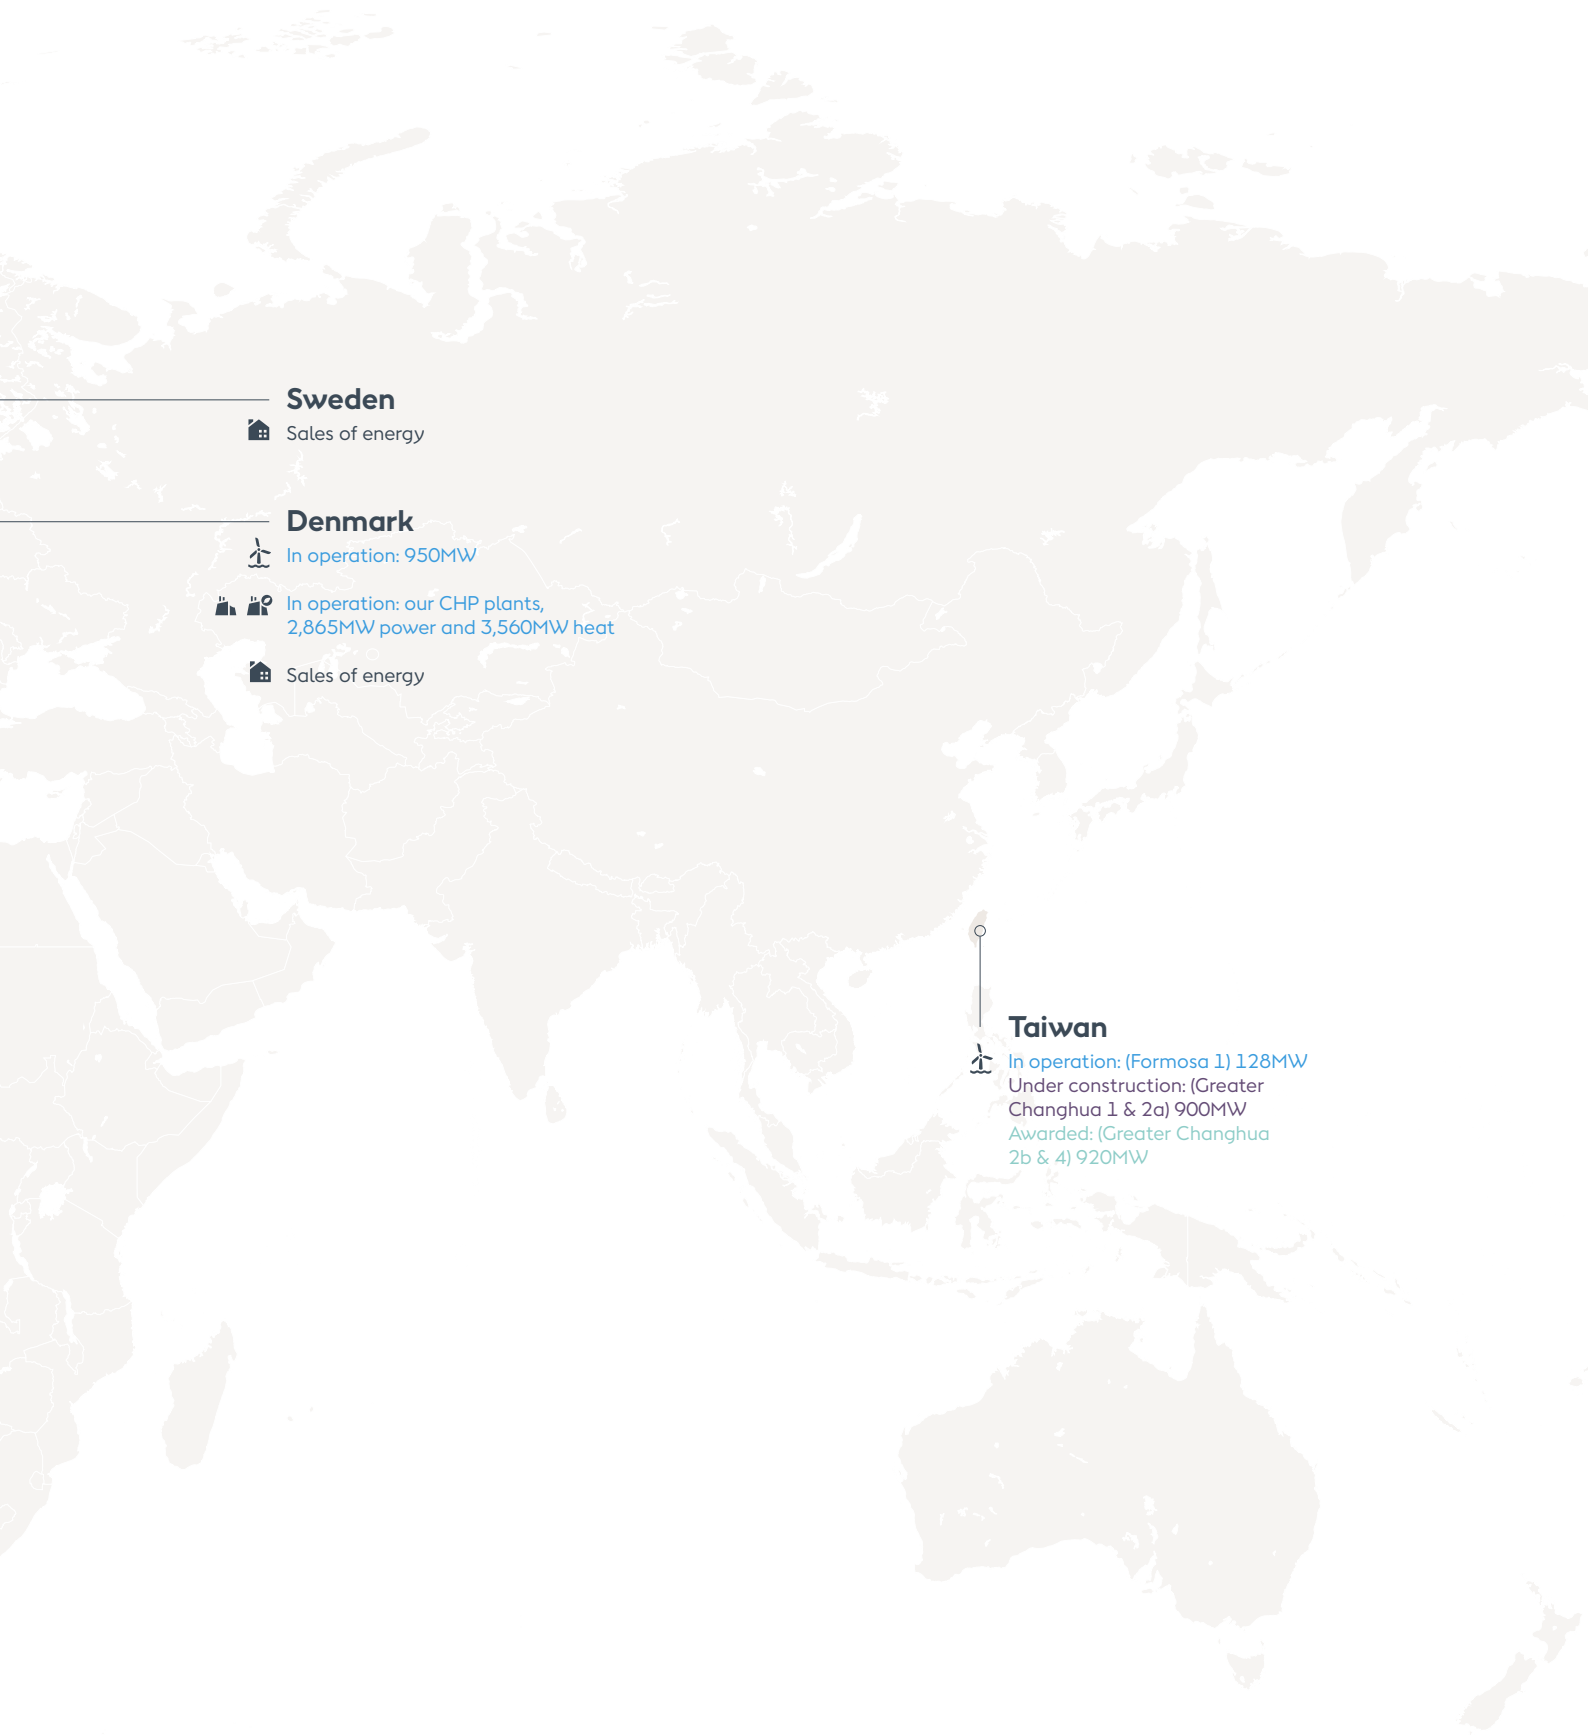 Sweden
Sales of energy
Denmark
In operation: 950MW
In operation: our CHP plants,
2,865MW power and 3,560MW heat
Sales of energy
Taiwan
In operation: (Formosa 1) 128MW
Under construction: (Greater
Changhua 1 & 2a) 900MW
Awarded: (Greater Changhua
2b & 4) 920MW